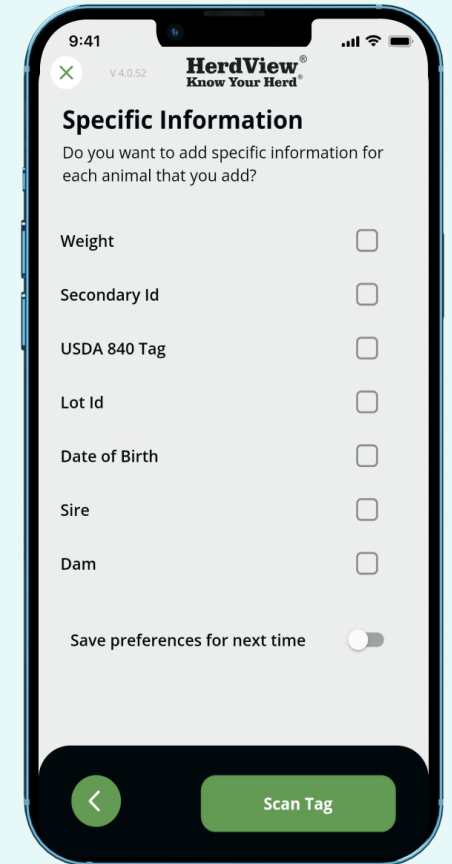 9:41
V 4.0.52
HerdView®
Know Your Herd®
Specific Information
Do you want to add specific information for
each animal that you add?
Weight
Secondary Id
USDA 840 Tag
Lot Id
Date of Birth
Sire
Dam
Save preferences for next time
Scan Tag